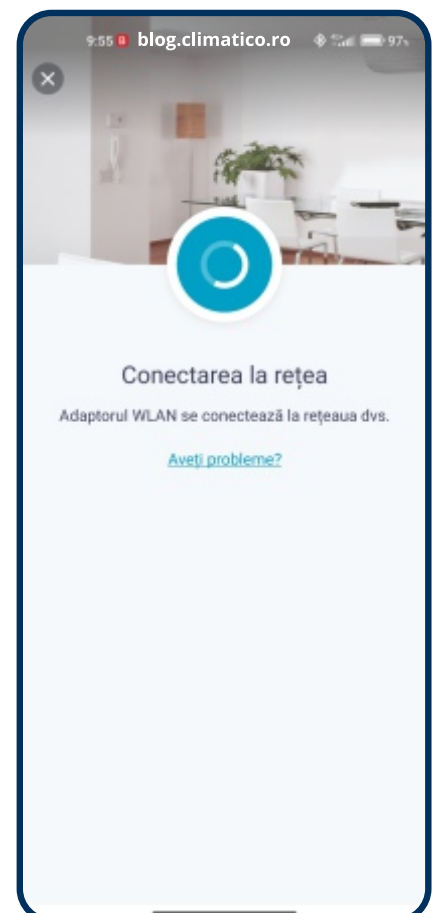 9:55 blog.climatico.ro 97%
Conectarea la rețea
Adaptorul WLAN se conectează la rețeaua dvs.
Aveți probleme?